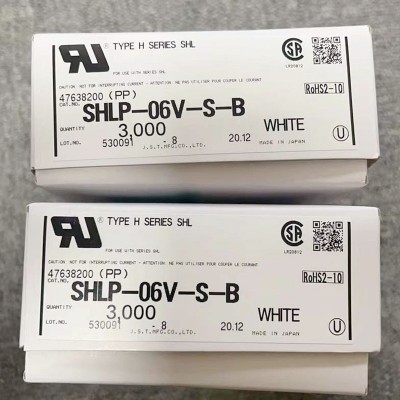 TYPE H SERIES SHL
FOR USE WITH SERIES SHL
CAUTION : NOT FOR INTERRUPTING CURRENT - ATTENTION : NE PAS UTILISER POUR COUPER LE COURANT
47638200 (PP)
RoHS2-10
CAT.NO. SHLP-06V-S-B
QUANTITY 3,000 WHITE
LOT.NO. 530091 - 8 20.12 MADE IN JAPAN
J.S.T.MFG.CO.,LTD.
TYPE H SERIES SHL
FOR USE WITH SERIES SHL
CAUTION : NOT FOR INTERRUPTING CURRENT - ATTENTION : NE PAS UTILISER POUR COUPER LE COURANT
47638200 (PP)
RoHS2-10
CAT.NO. SHLP-06V-S-B
QUANTITY 3,000 WHITE
LOT.NO. 530091 - 8 20.12 MADE IN JAPAN
J.S.T.MFG.CO.,LTD.